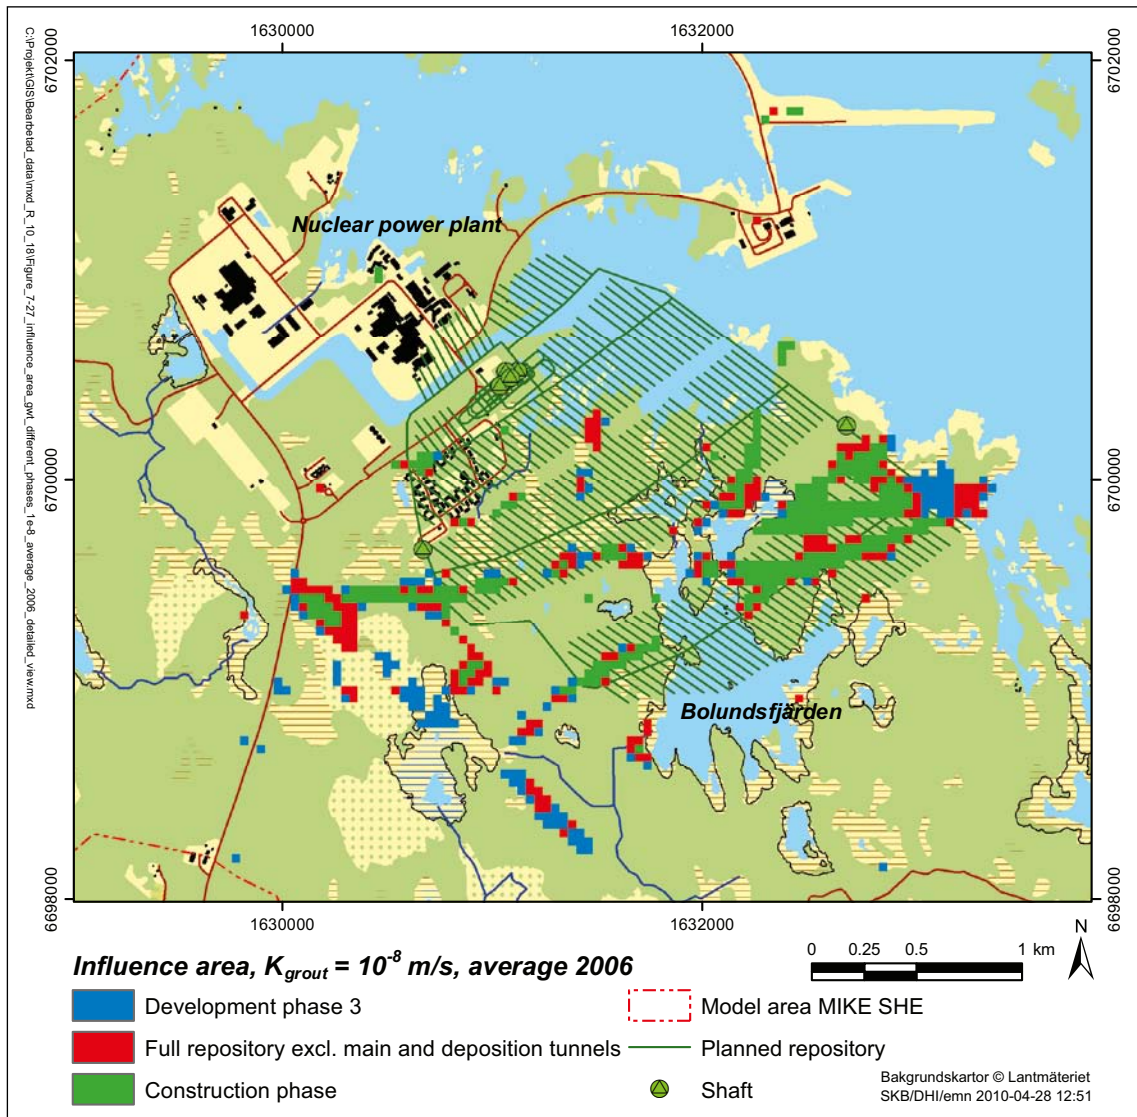 1630000
1632000
6702000
6702000
C:\Projekt\GIS\Bearbetad_data\mxd_R_10_18\Figure_7-27_influence_area_gwt_different_phases_1e-8_average_2006_detailed_view.mxd
Nuclear power plant
6700000
6700000
Bolundsfjärden
6698000
6698000
1630000
1632000
N
Influence area, Kgrout = 10-8 m/s, average 2006
0 0.25 0.5 1 km
Development phase 3
Model area MIKE SHE
Full repository excl. main and deposition tunnels
Planned repository
Construction phase
Shaft
Bakgrundskartor © Lantmäteriet
SKB/DHI/emn 2010-04-28 12:51